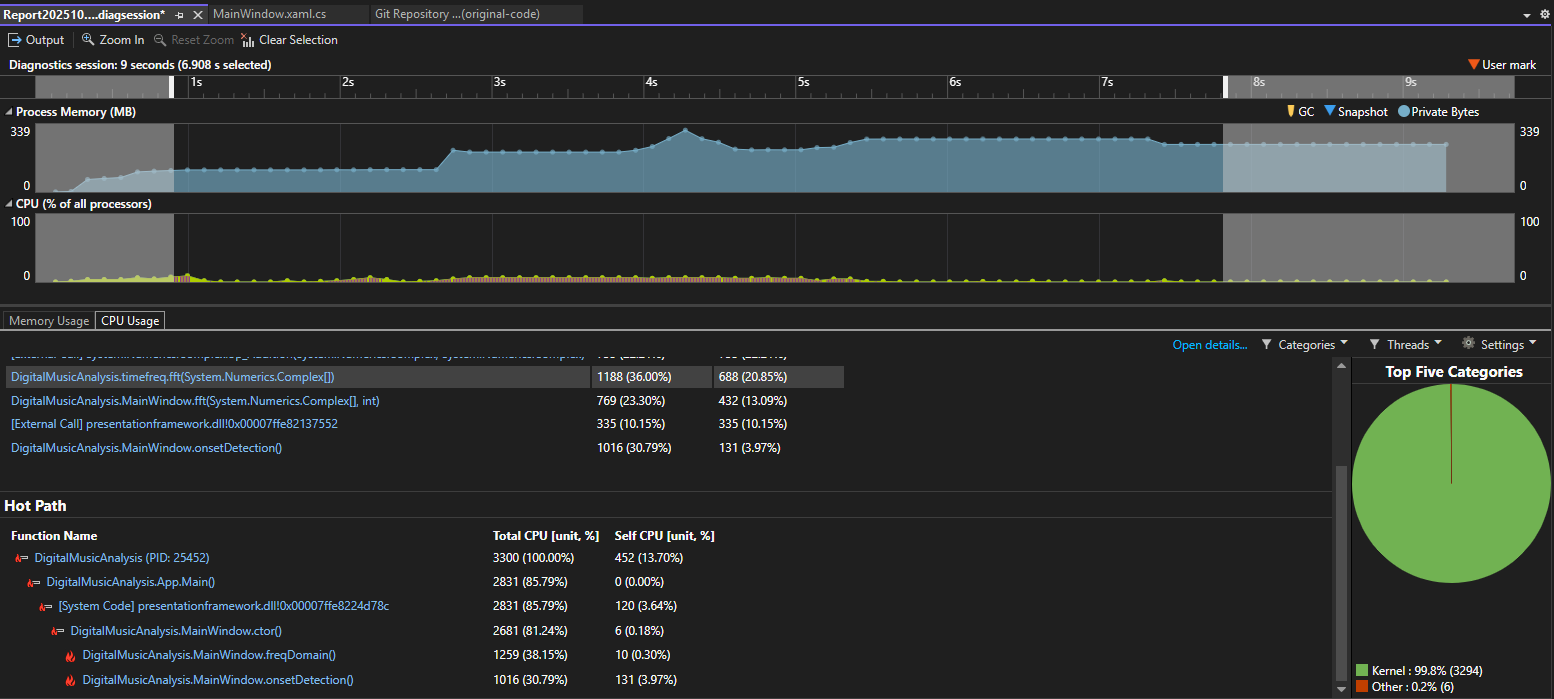 Report202510....diagsession* MainWindow.xaml.cs Git Repository ...(original-code)
Output Zoom In Reset Zoom Clear Selection
Diagnostics session: 9 seconds (6.908 s selected) User mark
1s 2s 3s 4s 5s 6s 7s 8s 9s
Process Memory (MB) GC Snapshot Private Bytes
339 339
0 0
CPU (% of all processors)
100 100
0 0
Memory Usage CPU Usage
Open details... Categories Threads Settings
DigitalMusicAnalysis.timefreq.fft(System.Numerics.Complex[]) 1188 (36.00%) 688 (20.85%)
DigitalMusicAnalysis.MainWindow.fft(System.Numerics.Complex[], int) 769 (23.30%) 432 (13.09%)
[External Call] presentationframework.dll!0x00007ffe82137552 335 (10.15%) 335 (10.15%)
DigitalMusicAnalysis.MainWindow.onsetDetection() 1016 (30.79%) 131 (3.97%)
Hot Path
Function Name Total CPU [unit, %] Self CPU [unit, %]
DigitalMusicAnalysis (PID: 25452) 3300 (100.00%) 452 (13.70%)
DigitalMusicAnalysis.App.Main() 2831 (85.79%) 0 (0.00%)
[System Code] presentationframework.dll!0x00007ffe8224d78c 2831 (85.79%) 120 (3.64%)
DigitalMusicAnalysis.MainWindow.ctor() 2681 (81.24%) 6 (0.18%)
DigitalMusicAnalysis.MainWindow.freqDomain() 1259 (38.15%) 10 (0.30%)
DigitalMusicAnalysis.MainWindow.onsetDetection() 1016 (30.79%) 131 (3.97%)
Top Five Categories
Kernel : 99.8% (3294)
Other : 0.2% (6)